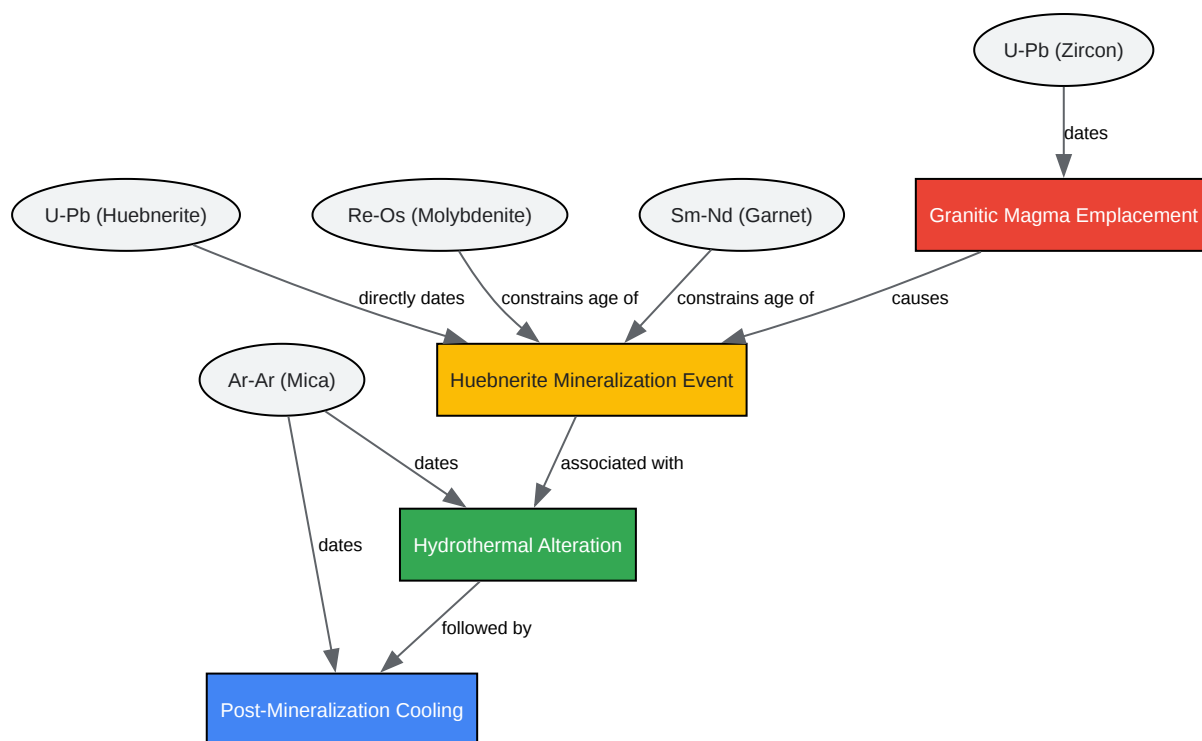 U-Pb (Zircon)
dates
U-Pb (Huebnerite)
Re-Os (Molybdenite)
Sm-Nd (Garnet)
Granitic Magma Emplacement
directly dates
constrains age of
constrains age of
causes
Ar-Ar (Mica)
Huebnerite Mineralization Event
dates
associated with
dates
Hydrothermal Alteration
followed by
Post-Mineralization Cooling